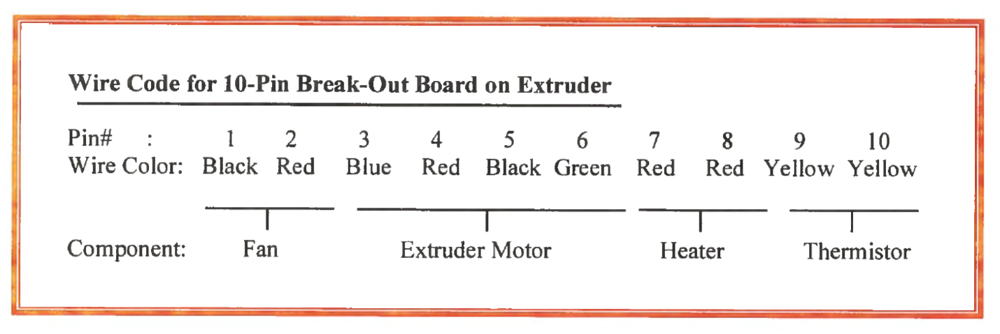 Wire Code for 10-Pin Break-Out Board on Extruder
Pin# : 1 2 3 4 5 6 7 8 9 10
Wire Color: Black Red Blue Red Black Green Red Red Yellow Yellow
Component: Fan Extruder Motor Heater Thermistor